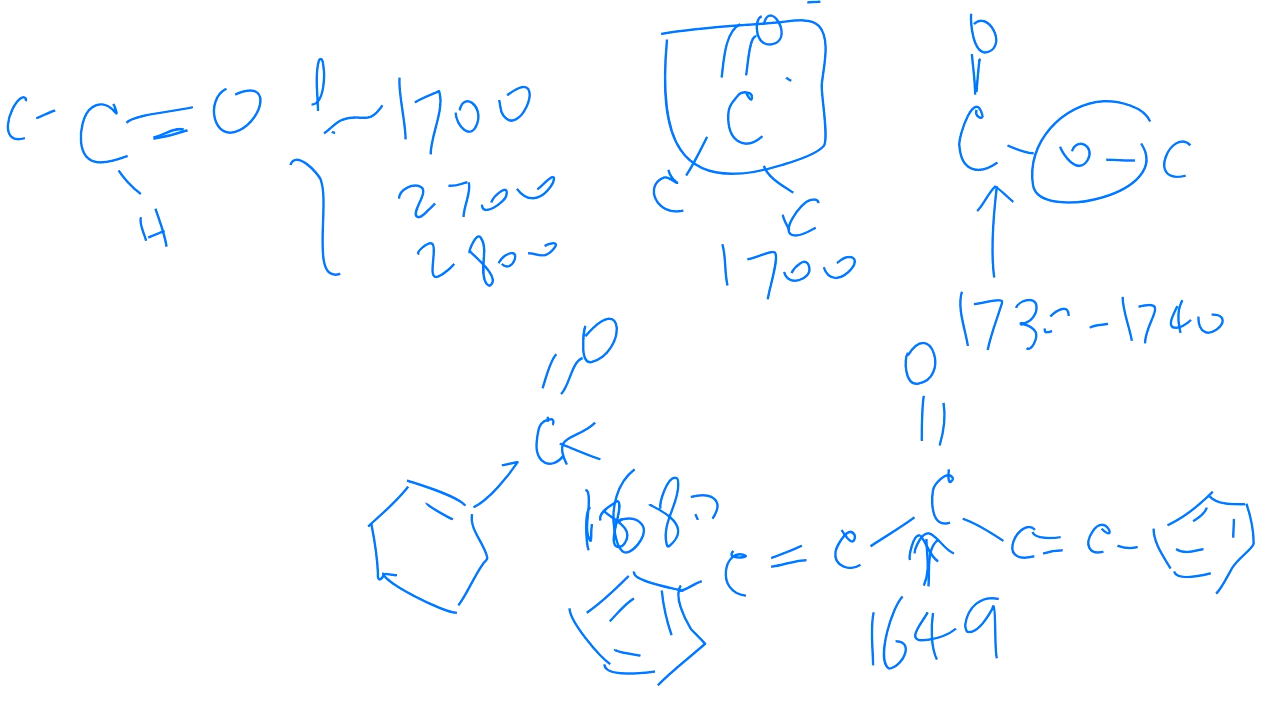 C - C = O 1700
H
2700
2800
O
C
C C
1700
O
C - O - C
1730 - 1740
O
C
1680
O
C = C - C - C = C -
1649